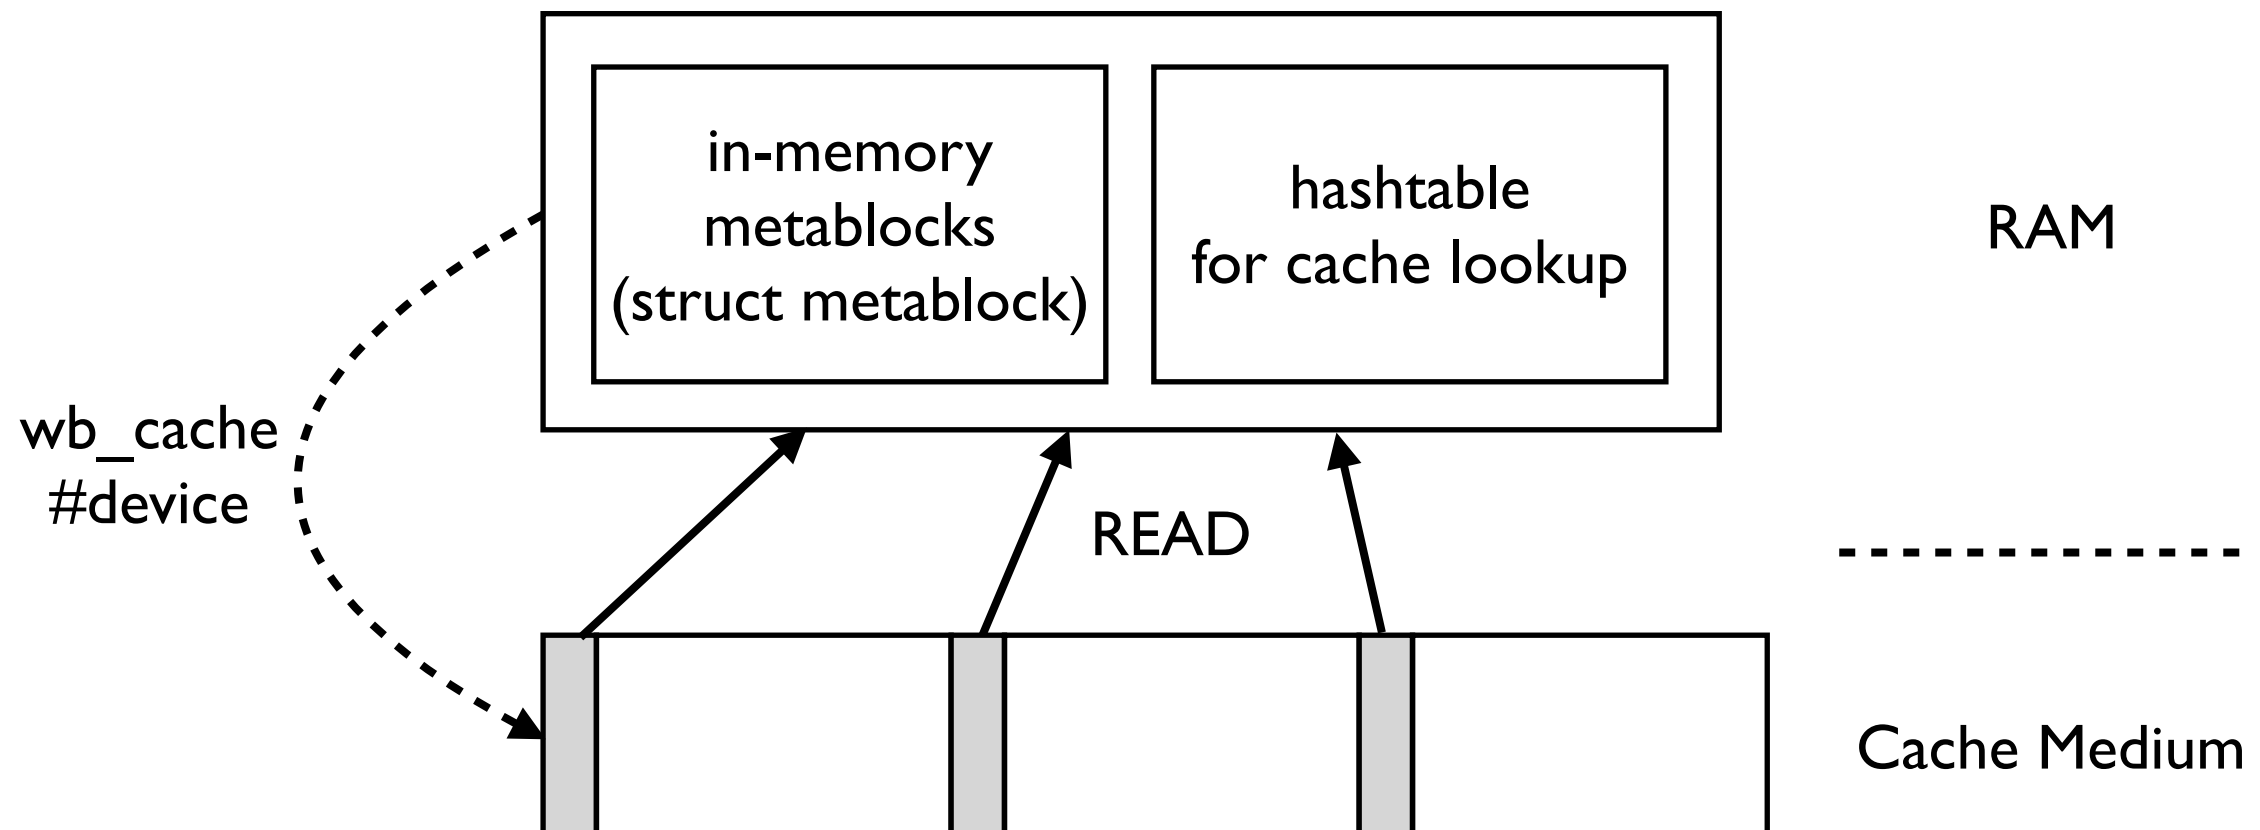 in-memory
metablocks
(struct metablock)
hashtable
for cache lookup
RAM
wb_cache
#device
READ
Cache Medium